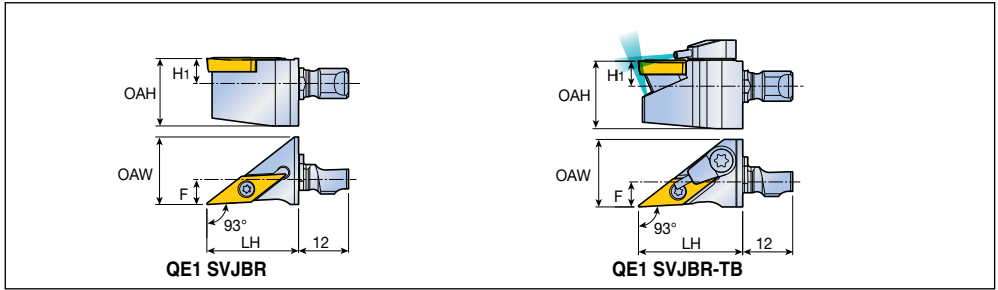 H1
OAH
OAW
F
93°
LH
12
QE1 SVJBR
H1
OAH
OAW
F
93°
LH
12
QE1 SVJBR-TB